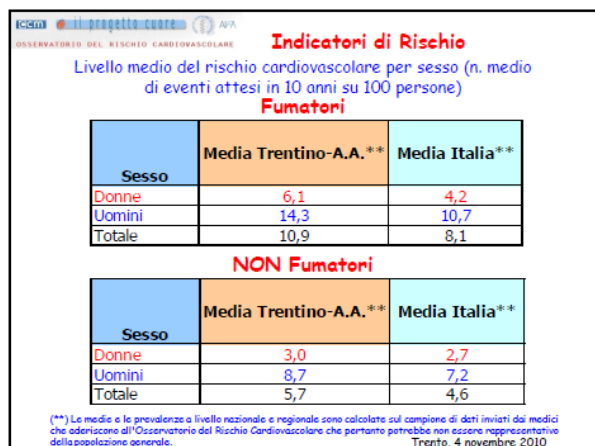 ccm il progetto cuore AFA
OSSERVATORIO DEL RISCHIO CARDIOVASCOLARE
Indicatori di Rischio
Livello medio del rischio cardiovascolare per sesso (n. medio
di eventi attesi in 10 anni su 100 persone)
Fumatori
Sesso Media Trentino-A.A.** Media Italia**
Donne 6,1 4,2
Uomini 14,3 10,7
Totale 10,9 8,1
NON Fumatori
Sesso Media Trentino-A.A.** Media Italia**
Donne 3,0 2,7
Uomini 8,7 7,2
Totale 5,7 4,6
(**) Le medie e le prevalenze a livello nazionale e regionale sono calcolate sul campione di dati inviati dai medici
che aderiscono all'Osservatorio del Rischio Cardiovascolare che pertanto potrebbe non essere rappresentativo
della popolazione generale.
Trento, 4 novembre 2010